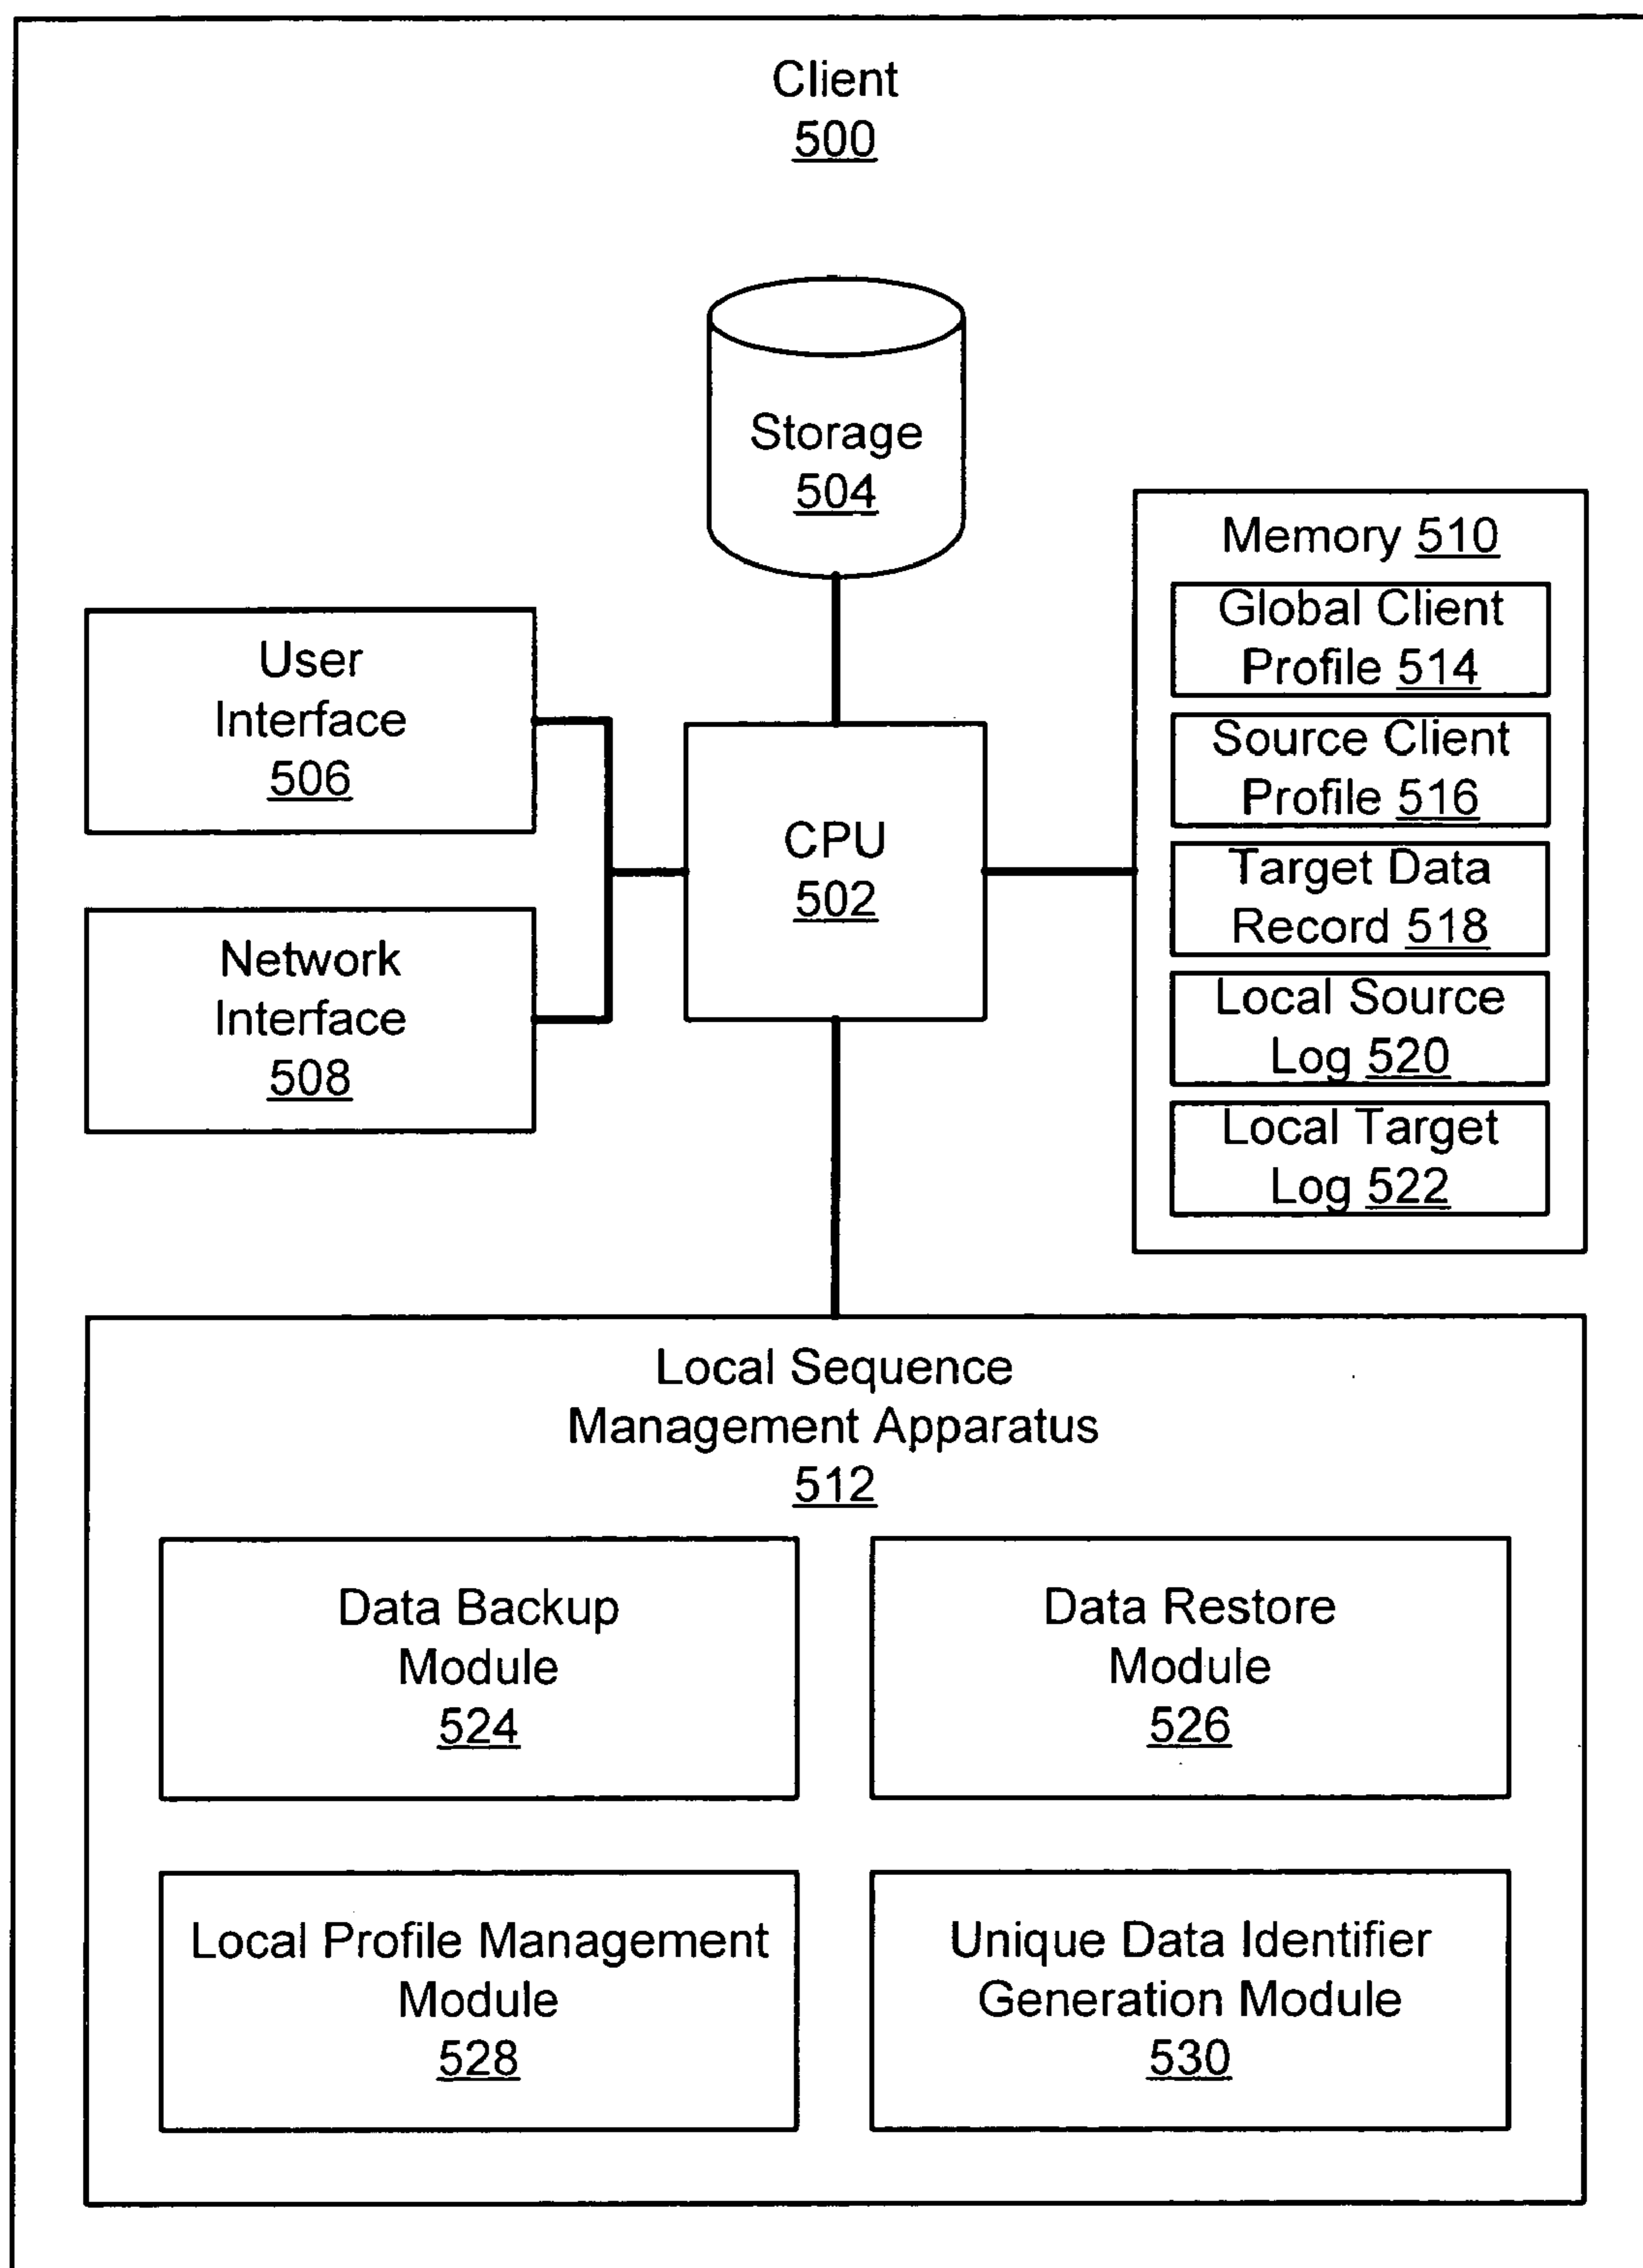 Client
500
Storage
504
Memory 510
Global Client
Profile 514
Source Client
Profile 516
Target Data
Record 518
Local Source
Log 520
Local Target
Log 522
User
Interface
506
Network
Interface
508
CPU
502
Local Sequence
Management Apparatus
512
Data Backup
Module
524
Data Restore
Module
526
Local Profile Management
Module
528
Unique Data Identifier
Generation Module
530